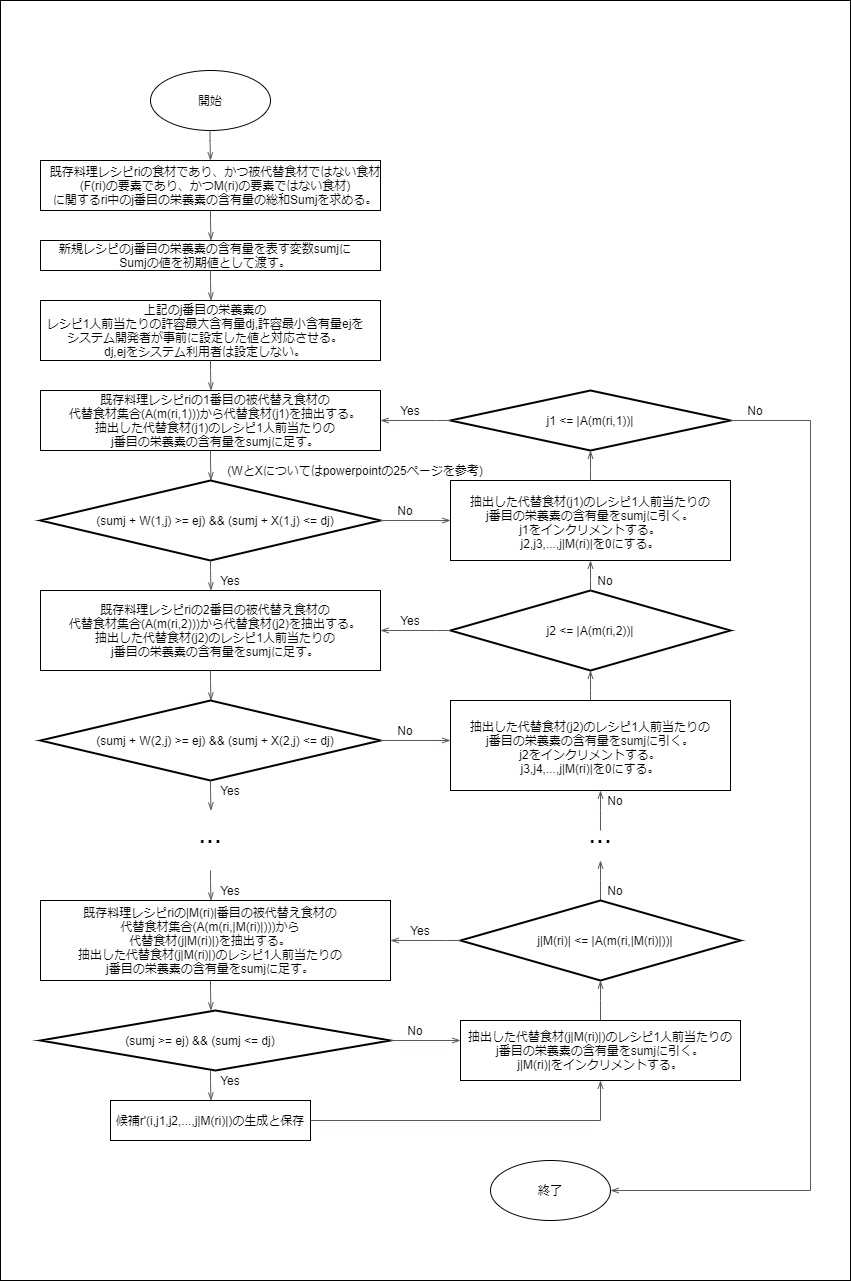 開始
既存料理レシピriの食材であり、かつ被代替食材ではない食材
(F(ri)の要素であり、かつM(ri)の要素ではない食材)
に関するri中のj番目の栄養素の含有量の総和Sumjを求める。
新規レシピのj番目の栄養素の含有量を表す変数sumjに
Sumjの値を初期値として渡す。
上記のj番目の栄養素の
レシピ1人前当たりの許容最大含有量dj,許容最小含有量ejを
システム開発者が事前に設定した値と対応させる。
dj,ejをシステム利用者は設定しない。
既存料理レシピriの1番目の被代替え食材の
代替食材集合(A(m(ri,1)))から代替食材(j1)を抽出する。
抽出した代替食材(j1)のレシピ1人前当たりの
j番目の栄養素の含有量をsumjに足す。
Yes
j1 <= |A(m(ri,1))|
No
(WとXについてはpowerpointの25ページを参考)
(sumj + W(1,j) >= ej) && (sumj + X(1,j) <= dj)
No
抽出した代替食材(j1)のレシピ1人前当たりの
j番目の栄養素の含有量をsumjに引く。
j1をインクリメントする。
j2,j3,...,j|M(ri)|を0にする。
Yes
No
既存料理レシピriの2番目の被代替え食材の
代替食材集合(A(m(ri,2)))から代替食材(j2)を抽出する。
抽出した代替食材(j2)のレシピ1人前当たりの
j番目の栄養素の含有量をsumjに足す。
Yes
j2 <= |A(m(ri,2))|
(sumj + W(2,j) >= ej) && (sumj + X(2,j) <= dj)
No
抽出した代替食材(j2)のレシピ1人前当たりの
j番目の栄養素の含有量をsumjに引く。
j2をインクリメントする。
j3,j4,...,j|M(ri)|を0にする。
Yes
No
...
...
Yes
No
既存料理レシピriの|M(ri)|番目の被代替え食材の
代替食材集合(A(m(ri,|M(ri)|)))から
代替食材(j|M(ri)|)を抽出する。
抽出した代替食材(j|M(ri)|)のレシピ1人前当たりの
j番目の栄養素の含有量をsumjに足す。
Yes
j|M(ri)| <= |A(m(ri,|M(ri)|))|
(sumj >= ej) && (sumj <= dj)
No
抽出した代替食材(j|M(ri)|)のレシピ1人前当たりの
j番目の栄養素の含有量をsumjに引く。
j|M(ri)|をインクリメントする。
Yes
候補r'(i,j1,j2,...,j|M(ri)|)の生成と保存
終了